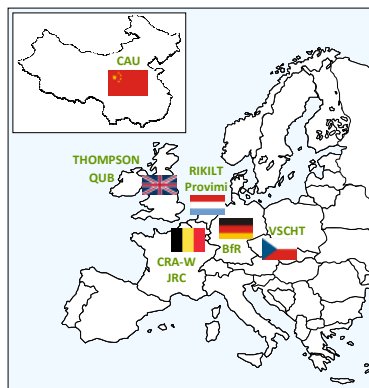 CAU
THOMPSON
QUB
RIKILT
Provimi
VSCHT
BfR
CRA-W
JRC